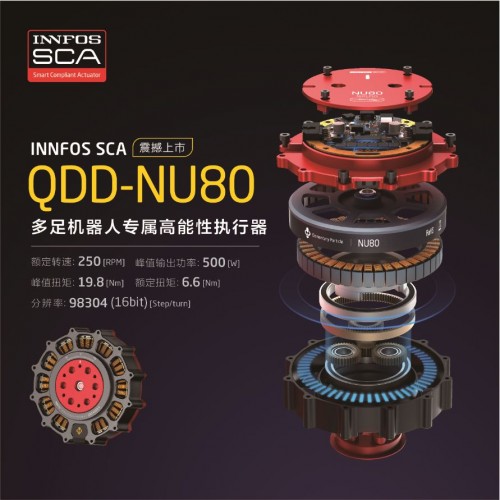 INNFOS
SCA
Smart Compliant Actuator
INNFOS SCA 震撼上市
QDD-NU80
多足机器人专属高能性执行器
额定转速: 250 [RPM] 峰值输出功率: 500 [W]
峰值扭矩: 19.8 [Nm] 额定扭矩: 6.6 [Nm]
分辨率: 98304 (16bit) [Step/turn]
NU80
NU80